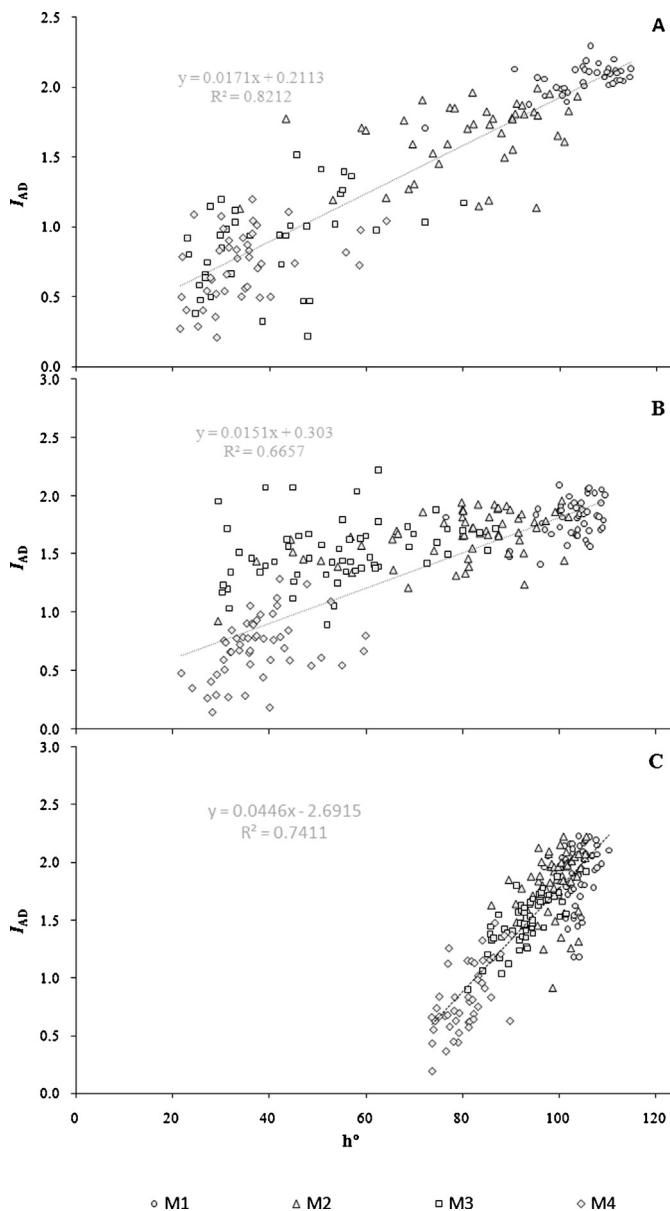 A
2.5
y = 0.0171x + 0.2113
R² = 0.8212
2.0
1.5
I_AD
1.0
0.5
0.0
3.0
B
2.5
y = 0.0151x + 0.303
R² = 0.6657
2.0
1.5
I_AD
1.0
0.5
0.0
3.0
C
2.5
y = 0.0446x - 2.6915
R² = 0.7411
2.0
1.5
I_AD
1.0
0.5
0.0
0 20 40 60 80 100 120
h°
M1 M2 M3 M4